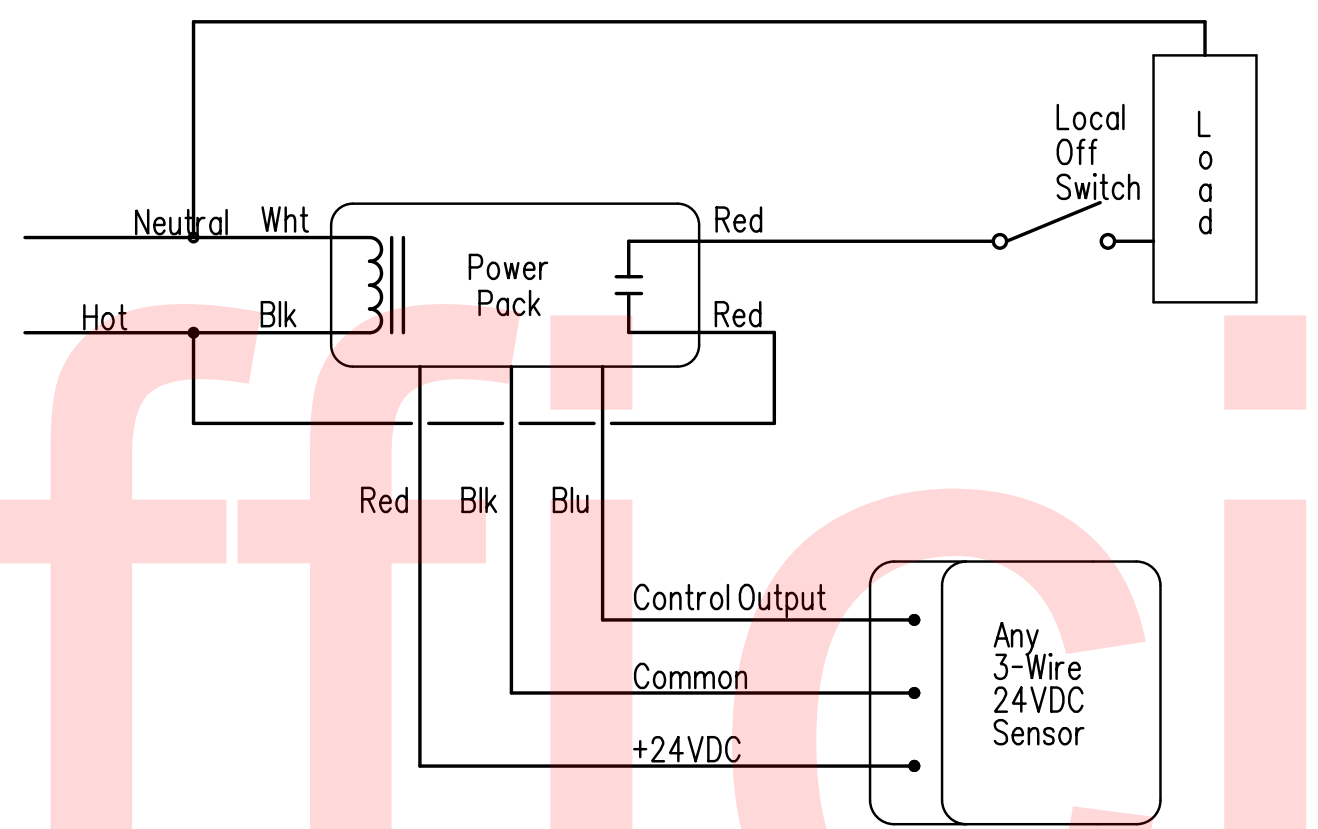 Neutral
Wht
Hot
Blk
Power
Pack
Red
Red
Local
Off
Switch
L
o
a
d
Red
Blk
Blu
Control Output
Common
+24VDC
Any
3-Wire
24VDC
Sensor
ffici